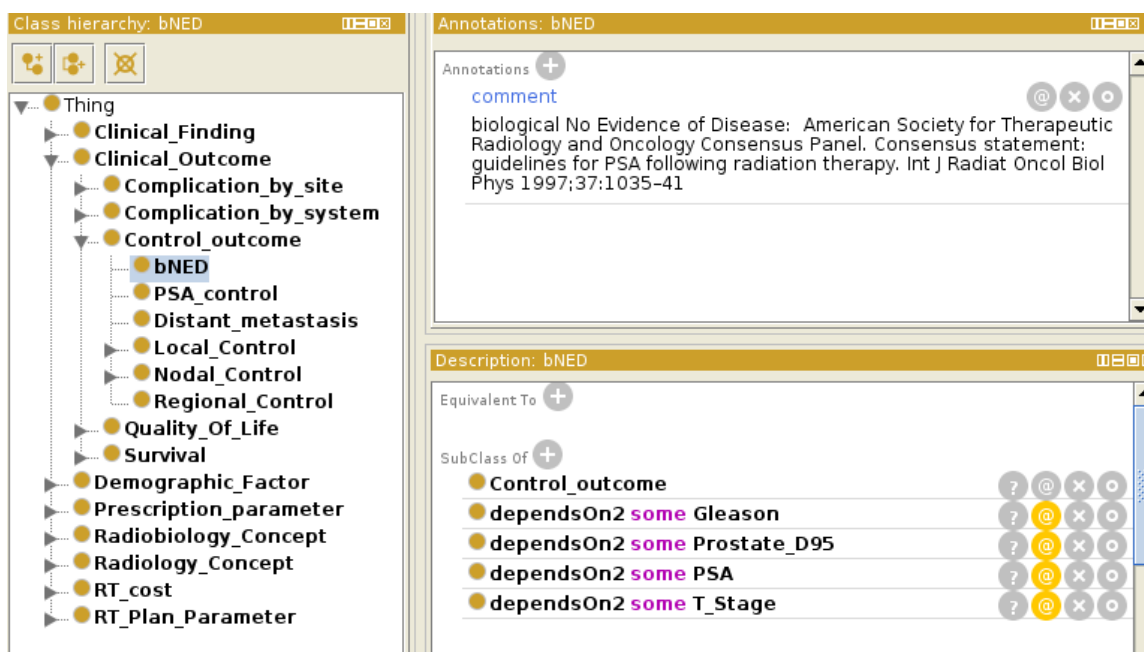 Class hierarchy: bNED
Thing
Clinical_Finding
Clinical_Outcome
Complication_by_site
Complication_by_system
Control_outcome
bNED
PSA_control
Distant_metastasis
Local_Control
Nodal_Control
Regional_Control
Quality_Of_Life
Survival
Demographic_Factor
Prescription_parameter
Radiobiology_Concept
Radiology_Concept
RT_cost
RT_Plan_Parameter
Annotations: bNED
Annotations
comment
biological No Evidence of Disease:  American Society for Therapeutic
Radiology and Oncology Consensus Panel. Consensus statement:
guidelines for PSA following radiation therapy. Int J Radiat Oncol Biol
Phys 1997;37:1035–41
Description: bNED
Equivalent To
SubClass Of
Control_outcome
dependsOn2 some Gleason
dependsOn2 some Prostate_D95
dependsOn2 some PSA
dependsOn2 some T_Stage